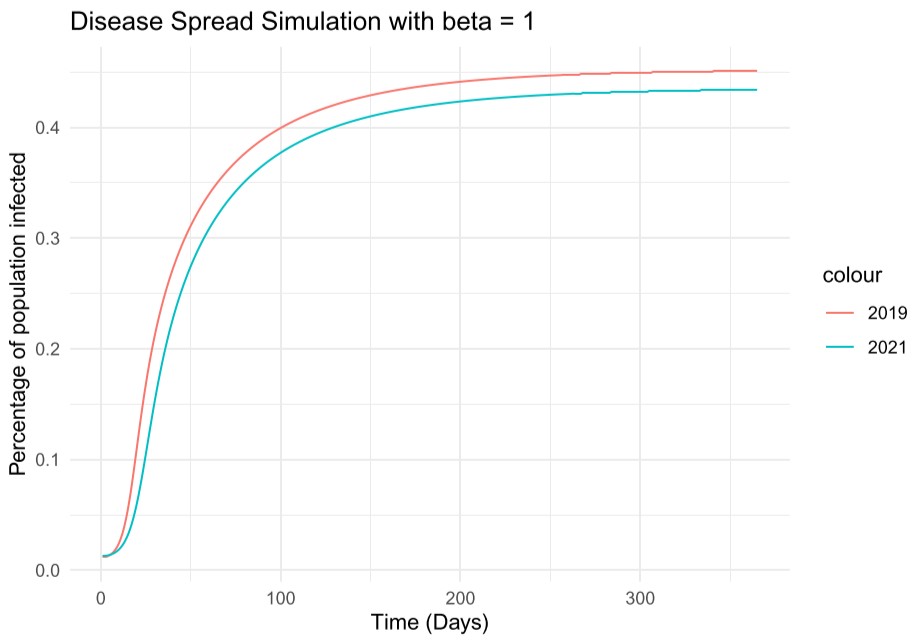 Disease Spread Simulation with beta = 1
Percentage of population infected
0.4
0.3
0.2
0.1
0.0
0
100
200
300
Time (Days)
colour
2019
2021